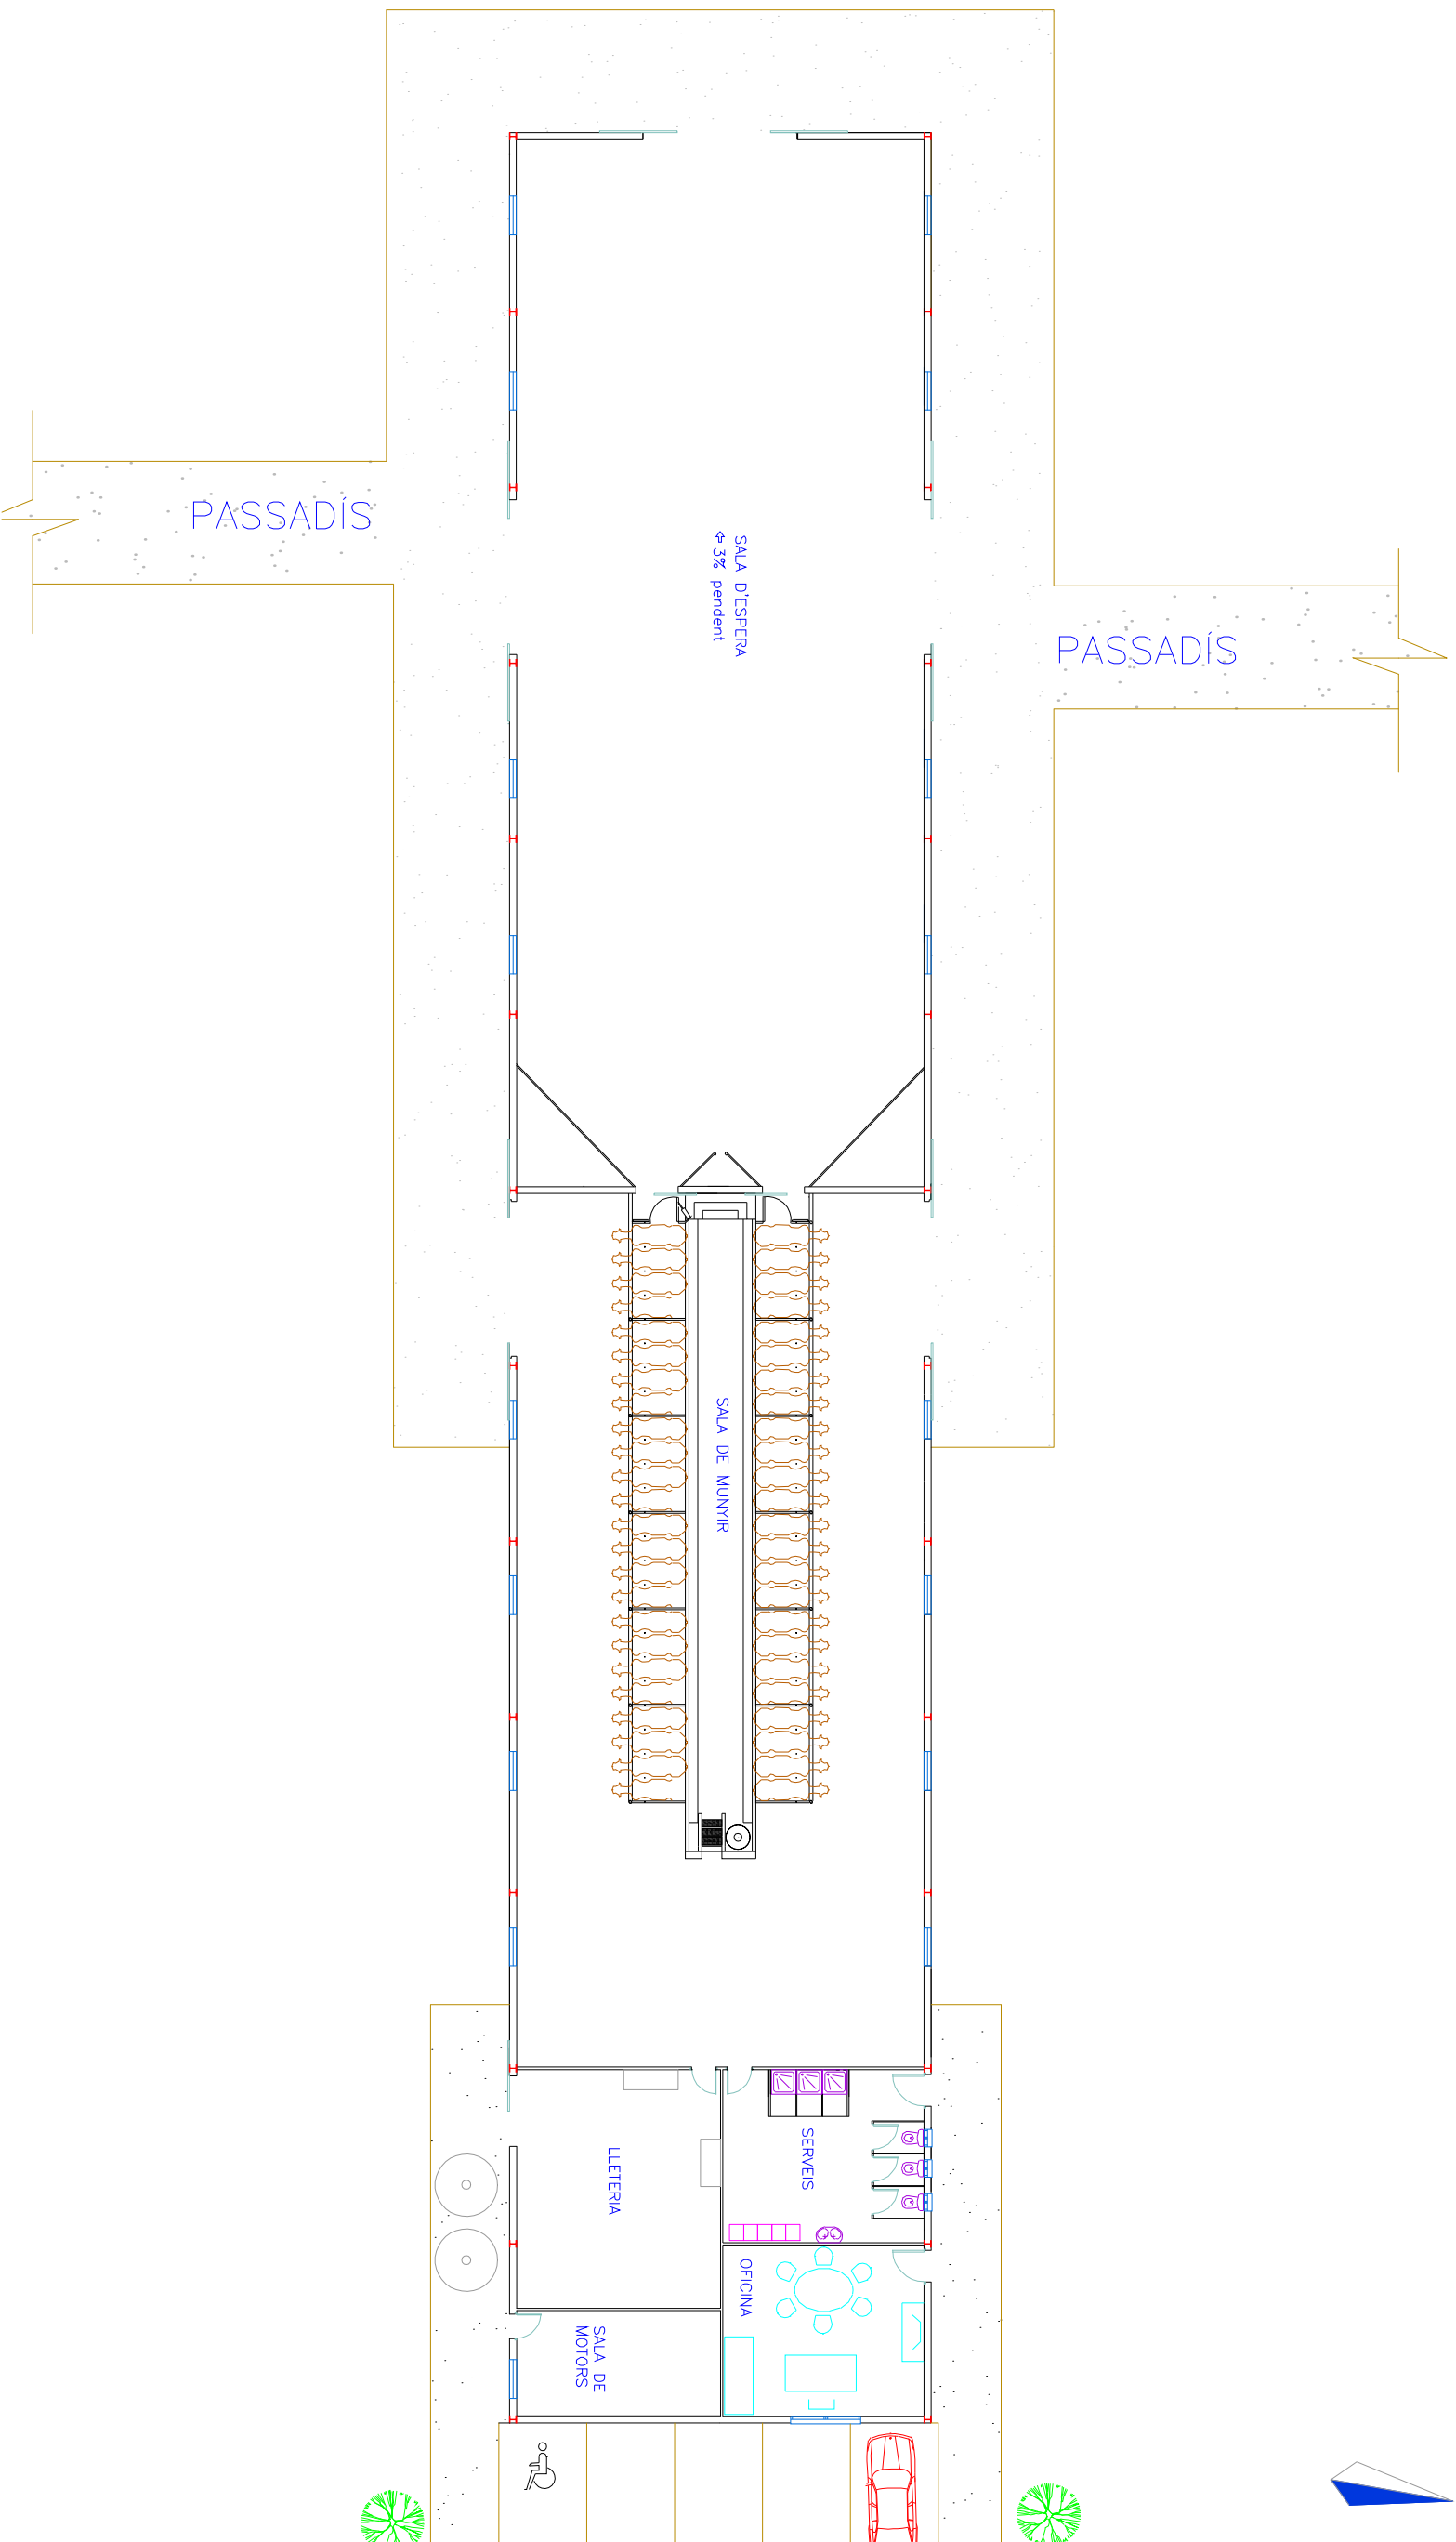 PASSADÍS
SALA D'ESPERA
3% pendent
PASSADÍS
SALA DE MUNYIR
SERVEIS
LLETERIA
OFICINA
SALA DE
MOTORS